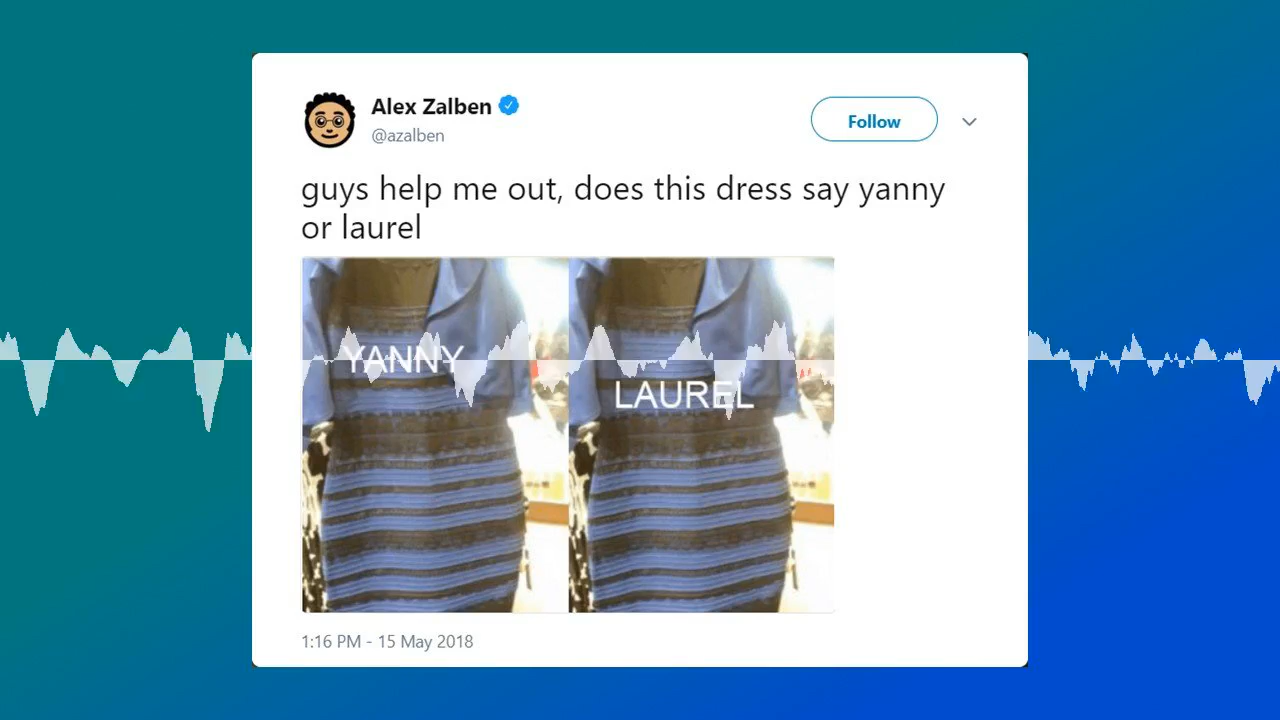 Alex Zalben
@azalben
Follow
guys help me out, does this dress say yanny
or laurel
YANNY
LAUREL
1:16 PM - 15 May 2018